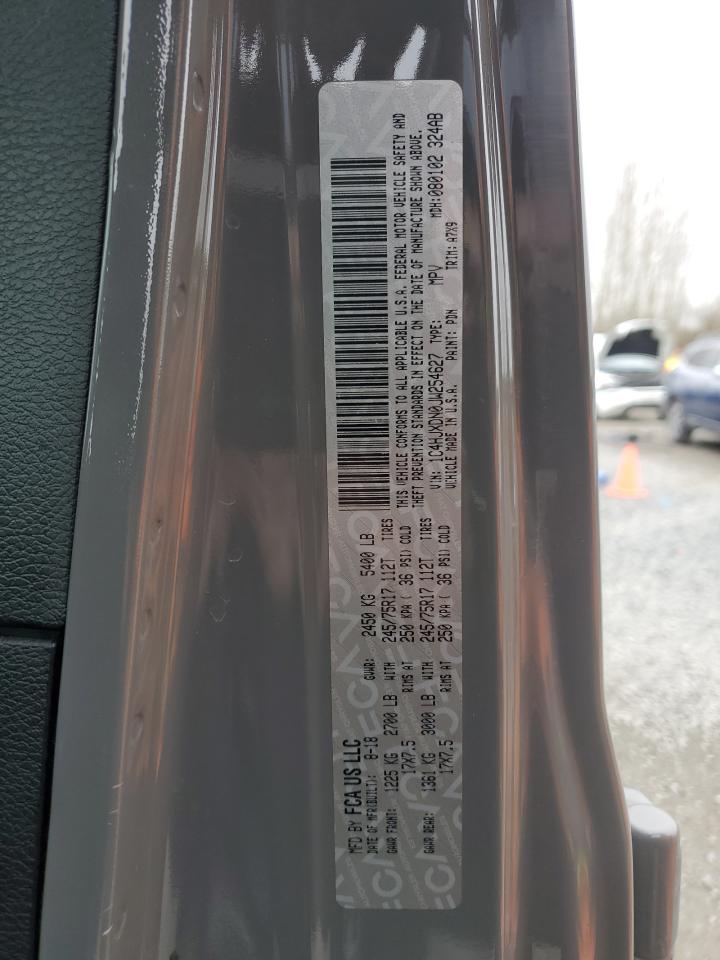 MFD BY FCA US LLC
DATE OF MFR(BUILT): 8-18 GVWR: 2450 KG 5400 LB
GAWR FRONT: 1225 KG 2700 LB WITH 245/75R17 112T TIRES
17X7.5 RIMS AT 250 KPA ( 36 PSI) COLD
GAWR REAR: 1361 KG 3000 LB WITH 245/75R17 112T TIRES
17X7.5 RIMS AT 250 KPA ( 36 PSI) COLD
THIS VEHICLE CONFORMS TO ALL APPLICABLE U.S.A. FEDERAL MOTOR VEHICLE SAFETY AND
THEFT PREVENTION STANDARDS IN EFFECT ON THE DATE OF MANUFACTURE SHOWN ABOVE.
VIN: 1C4HJXDN0JW254627 TYPE: MPV MDH:080102 324AB
VEHICLE MADE IN U.S.A. PAINT: PDN TRIM: A7X9